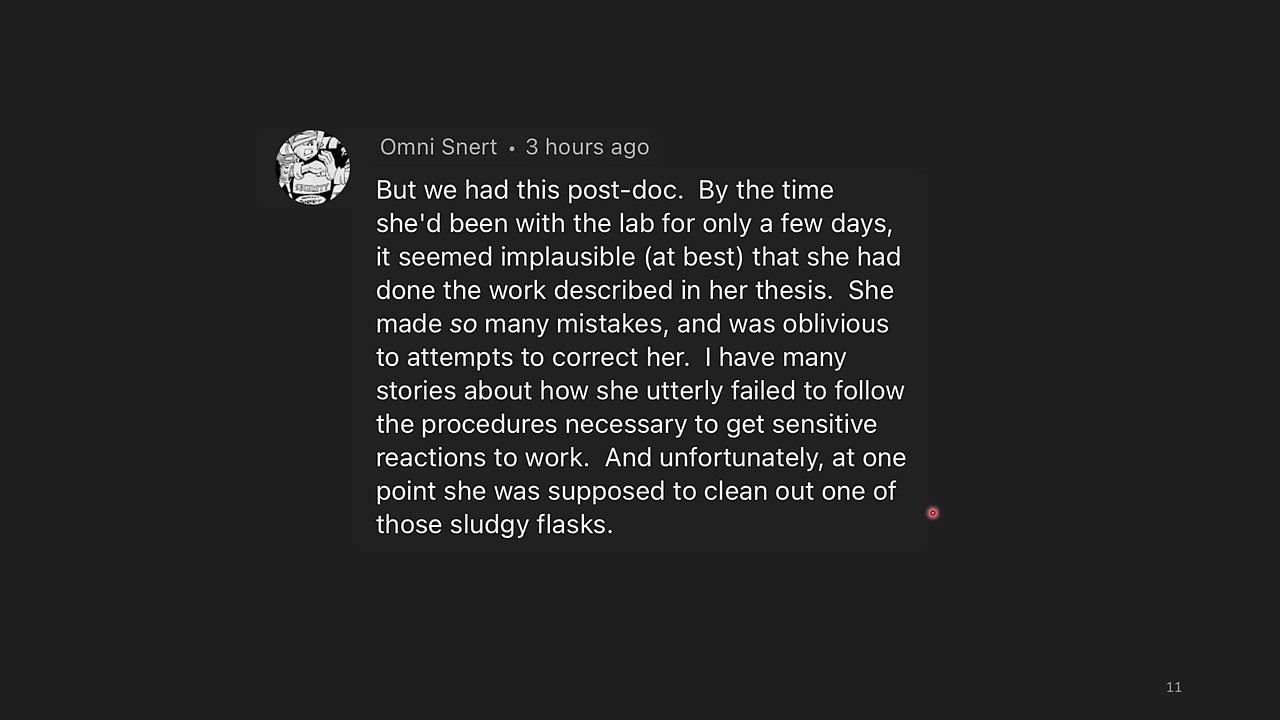 Omni Snert • 3 hours ago
But we had this post-doc.  By the time
she'd been with the lab for only a few days,
it seemed implausible (at best) that she had
done the work described in her thesis.  She
made so many mistakes, and was oblivious
to attempts to correct her.  I have many
stories about how she utterly failed to follow
the procedures necessary to get sensitive
reactions to work.  And unfortunately, at one
point she was supposed to clean out one of
those sludgy flasks.
11